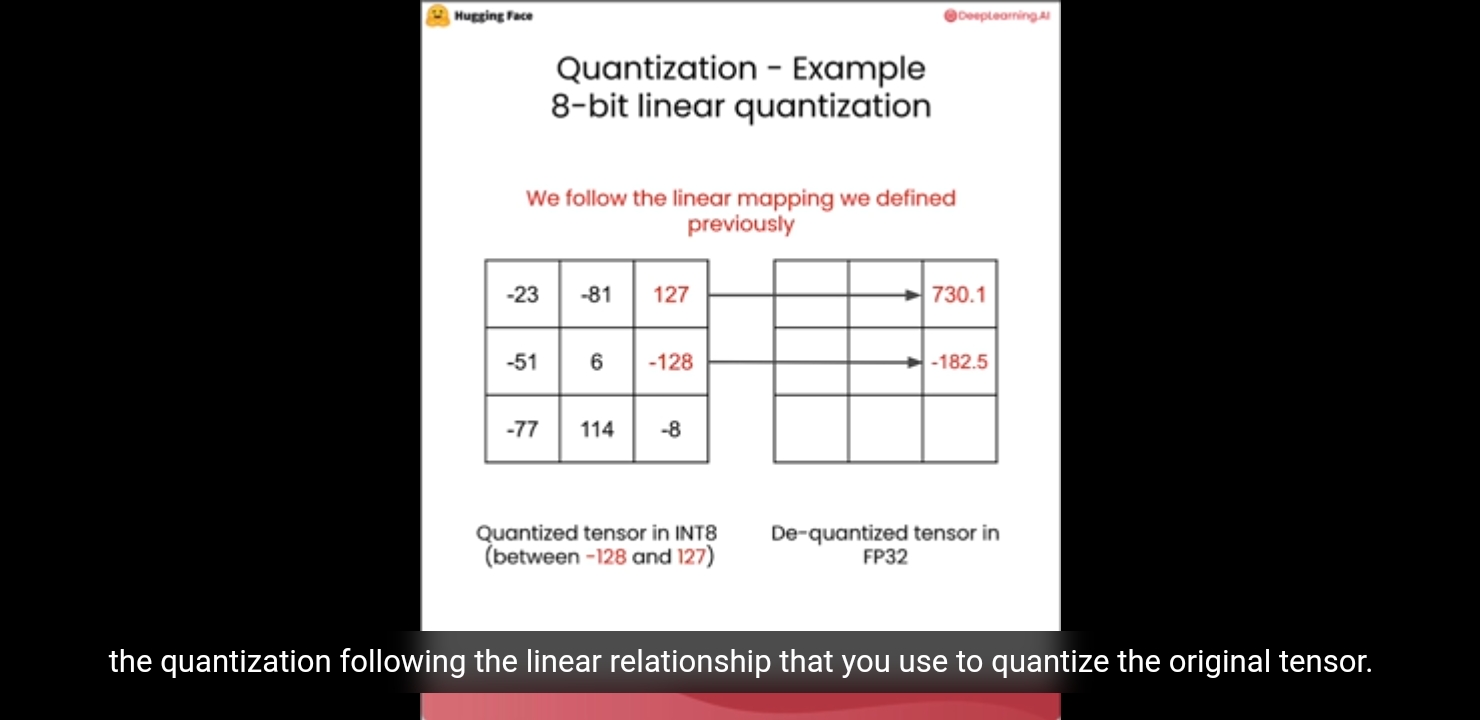 Hugging Face
DeepLearning.AI
Quantization - Example
8-bit linear quantization
We follow the linear mapping we defined
previously
-23 -81 127 730.1
-51 6 -128 -182.5
-77 114 -8
Quantized tensor in INT8
(between -128 and 127)
De-quantized tensor in
FP32
the quantization following the linear relationship that you use to quantize the original tensor.